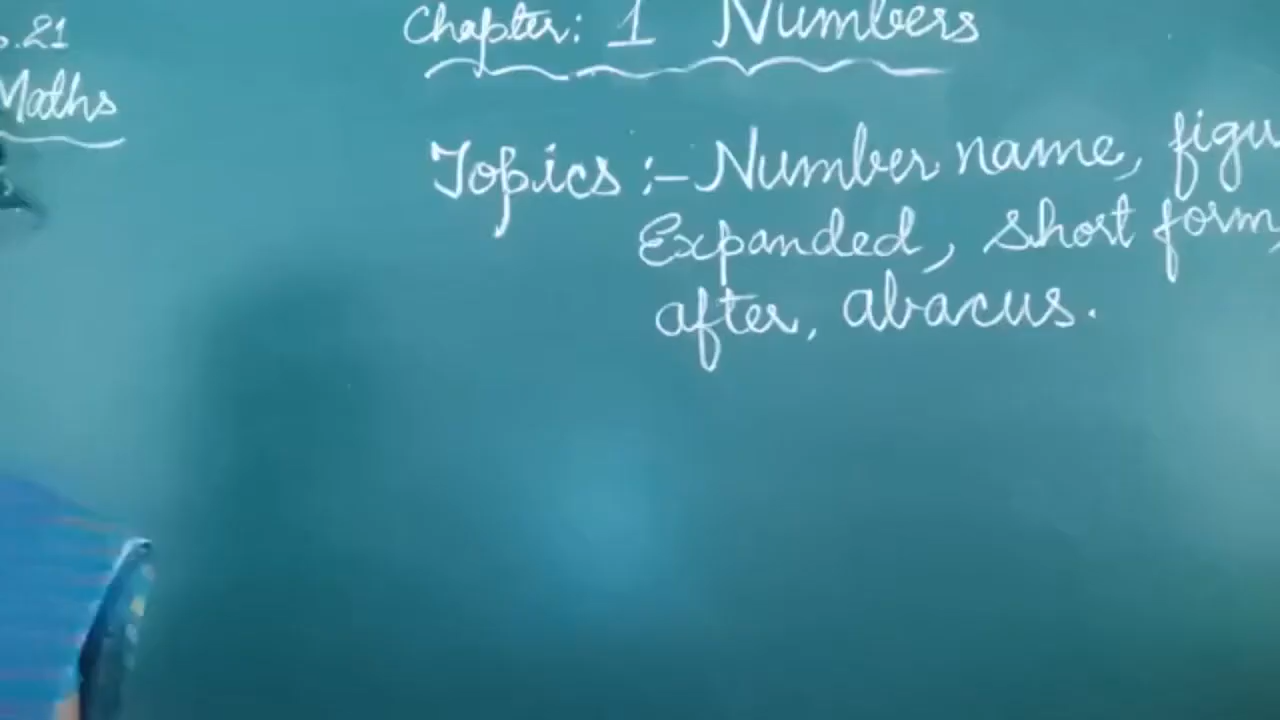 .21
Maths
Chapter: 1 Numbers
Topics :- Number name,
Expanded, short form,
after, abacus.